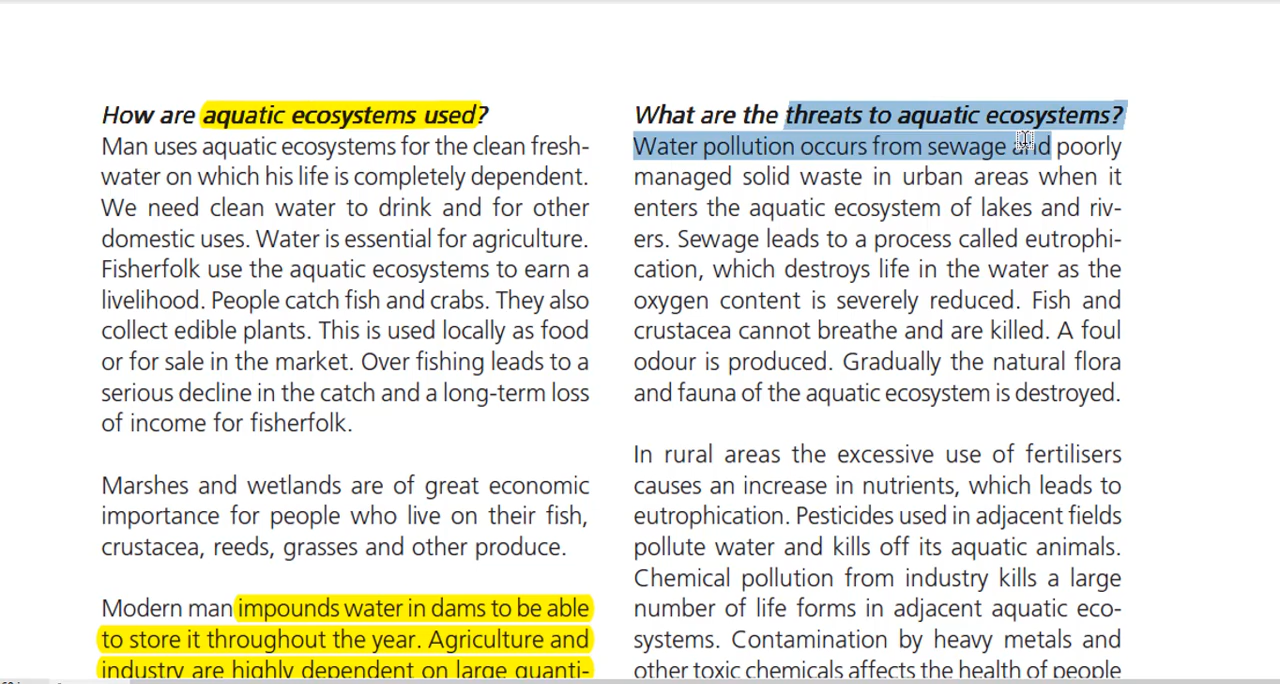 How are aquatic ecosystems used?
Man uses aquatic ecosystems for the clean fresh-
water on which his life is completely dependent.
We need clean water to drink and for other
domestic uses. Water is essential for agriculture.
Fisherfolk use the aquatic ecosystems to earn a
livelihood. People catch fish and crabs. They also
collect edible plants. This is used locally as food
or for sale in the market. Over fishing leads to a
serious decline in the catch and a long-term loss
of income for fisherfolk.
Marshes and wetlands are of great economic
importance for people who live on their fish,
crustacea, reeds, grasses and other produce.
Modern man impounds water in dams to be able
to store it throughout the year. Agriculture and
industry are highly dependent on large quanti-
What are the threats to aquatic ecosystems?
Water pollution occurs from sewage and poorly
managed solid waste in urban areas when it
enters the aquatic ecosystem of lakes and riv-
ers. Sewage leads to a process called eutrophi-
cation, which destroys life in the water as the
oxygen content is severely reduced. Fish and
crustacea cannot breathe and are killed. A foul
odour is produced. Gradually the natural flora
and fauna of the aquatic ecosystem is destroyed.
In rural areas the excessive use of fertilisers
causes an increase in nutrients, which leads to
eutrophication. Pesticides used in adjacent fields
pollute water and kills off its aquatic animals.
Chemical pollution from industry kills a large
number of life forms in adjacent aquatic eco-
systems. Contamination by heavy metals and
other toxic chemicals affects the health of people